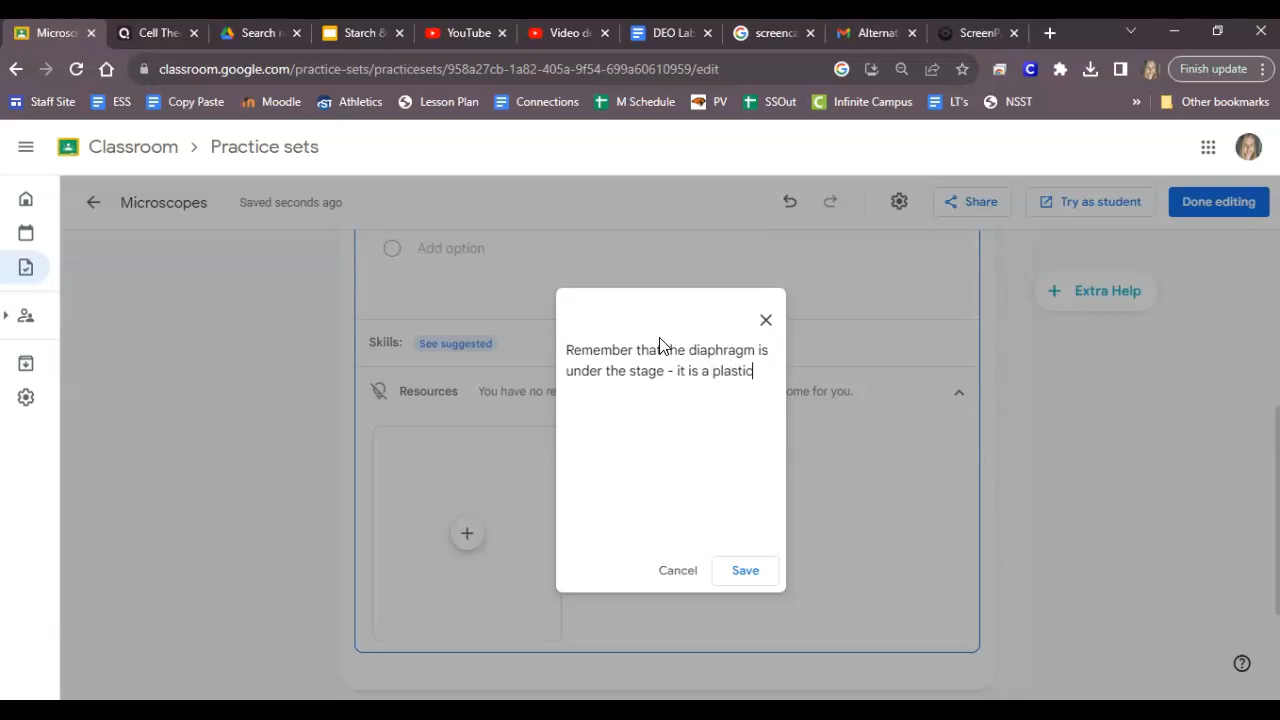 Microsc
Cell The
Search r
Starch &
YouTube
Video d
DEO Lab
screenca
Alternat
ScreenP
classroom.google.com/practice-sets/practicesets/958a27cb-1a82-405a-9f54-699a60610959/edit
Finish update
Staff Site
ESS
Copy Paste
Moodle
Athletics
Lesson Plan
Connections
M Schedule
PV
SSOut
Infinite Campus
LT's
NSST
»
Other bookmarks
Classroom > Practice sets
Microscopes
Saved seconds ago
Share
Try as student
Done editing
Add option
Extra Help
Skills: See suggested
Remember that the diaphragm is
under the stage - it is a plastic
Resources You have no re ome for you.
Cancel
Save